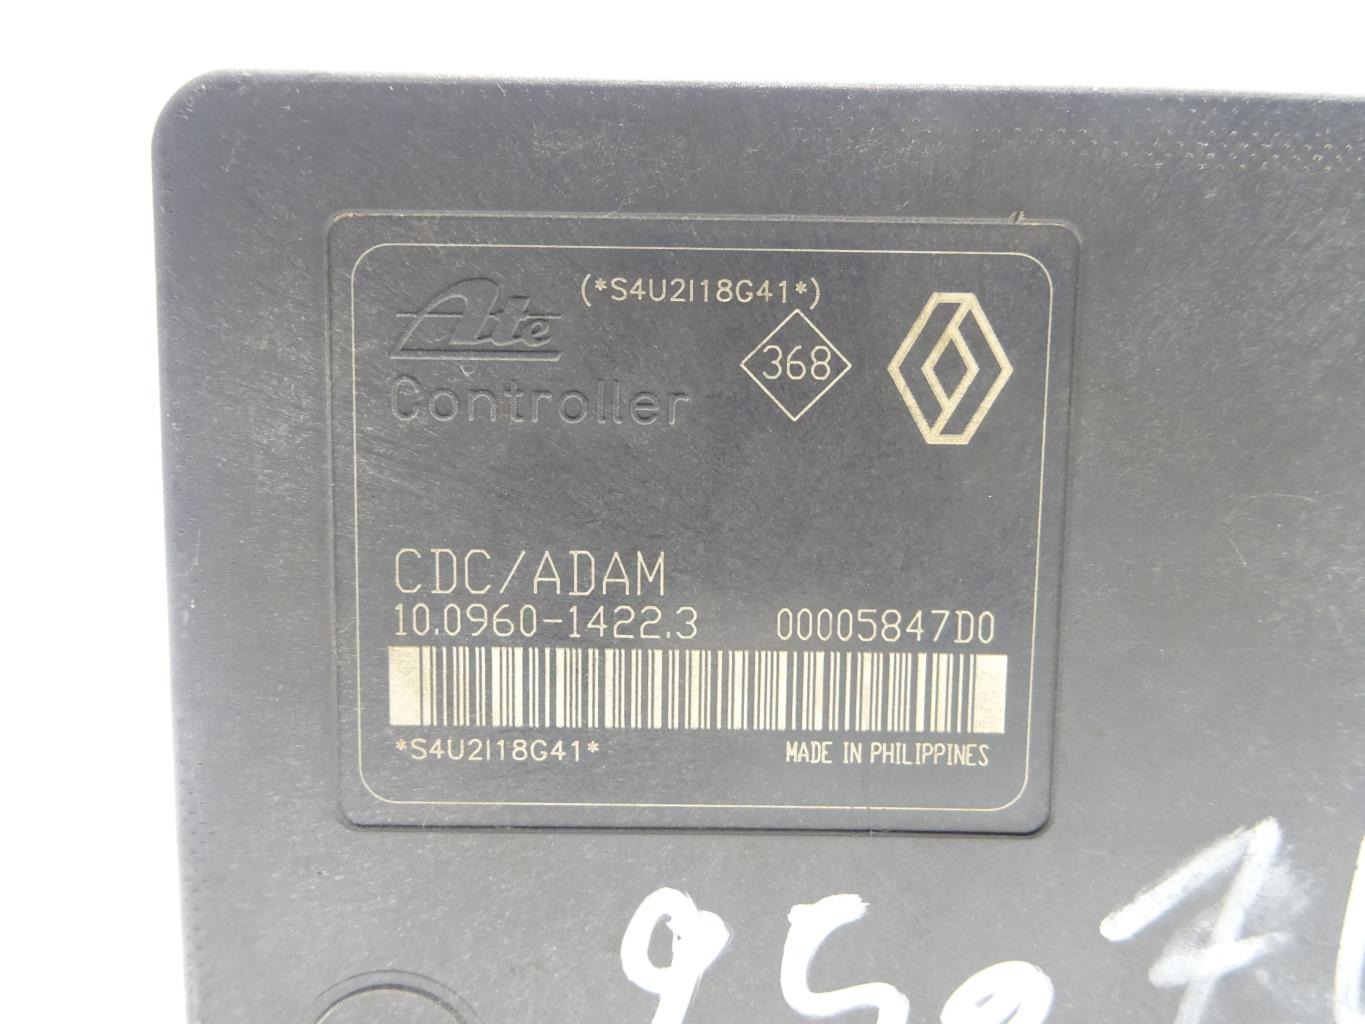 (*S4U2I18G41*)
Ate
368
Controller
CDC/ADAM
10.0960-1422.3 00005847D0
*S4U2I18G41*
MADE IN PHILIPPINES